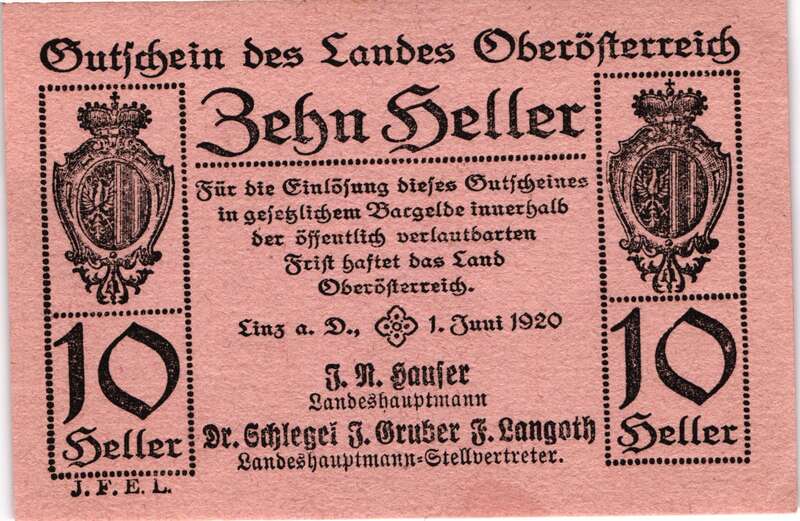 Gutschein des Landes Oberösterreich
Zehn Heller
Für die Einlösung dieses Gutscheines
in gesetzlichem Bargelde innerhalb
der öffentlich verlautbarten
Frist haftet das Land
Oberösterreich.
Linz a. D., 1. Juni 1920
J. N. Hauser
Landeshauptmann
Dr. Schlegel J. Gruber F. Langoth
Landeshauptmann-Stellvertreter.
10
Heller
10
Heller
J. F. E. L.